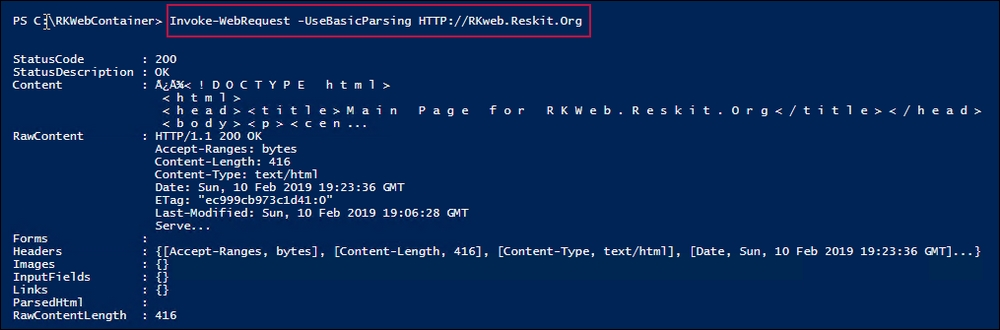 PS C:\RKWebContainer> Invoke-WebRequest -UseBasicParsing HTTP://RKweb.Reskit.Org
StatusCode : 200
StatusDescription : OK
Content : Ã¿Ã¾< ! D O C T Y P E   h t m l >
< h t m l >
< h e a d > < t i t l e > M a i n   P a g e   f o r   R K W e b . R e s k i t . O r g < / t i t l e > < / h e a d >
< b o d y > < p > < c e n ...
RawContent : HTTP/1.1 200 OK
Accept-Ranges: bytes
Content-Length: 416
Content-Type: text/html
Date: Sun, 10 Feb 2019 19:23:36 GMT
ETag: "ec999cb973c1d41:0"
Last-Modified: Sun, 10 Feb 2019 19:06:28 GMT
Serve...
Forms :
Headers : {[Accept-Ranges, bytes], [Content-Length, 416], [Content-Type, text/html], [Date, Sun, 10 Feb 2019 19:23:36 GMT]...}
Images : {}
InputFields : {}
Links : {}
ParsedHtml :
RawContentLength : 416